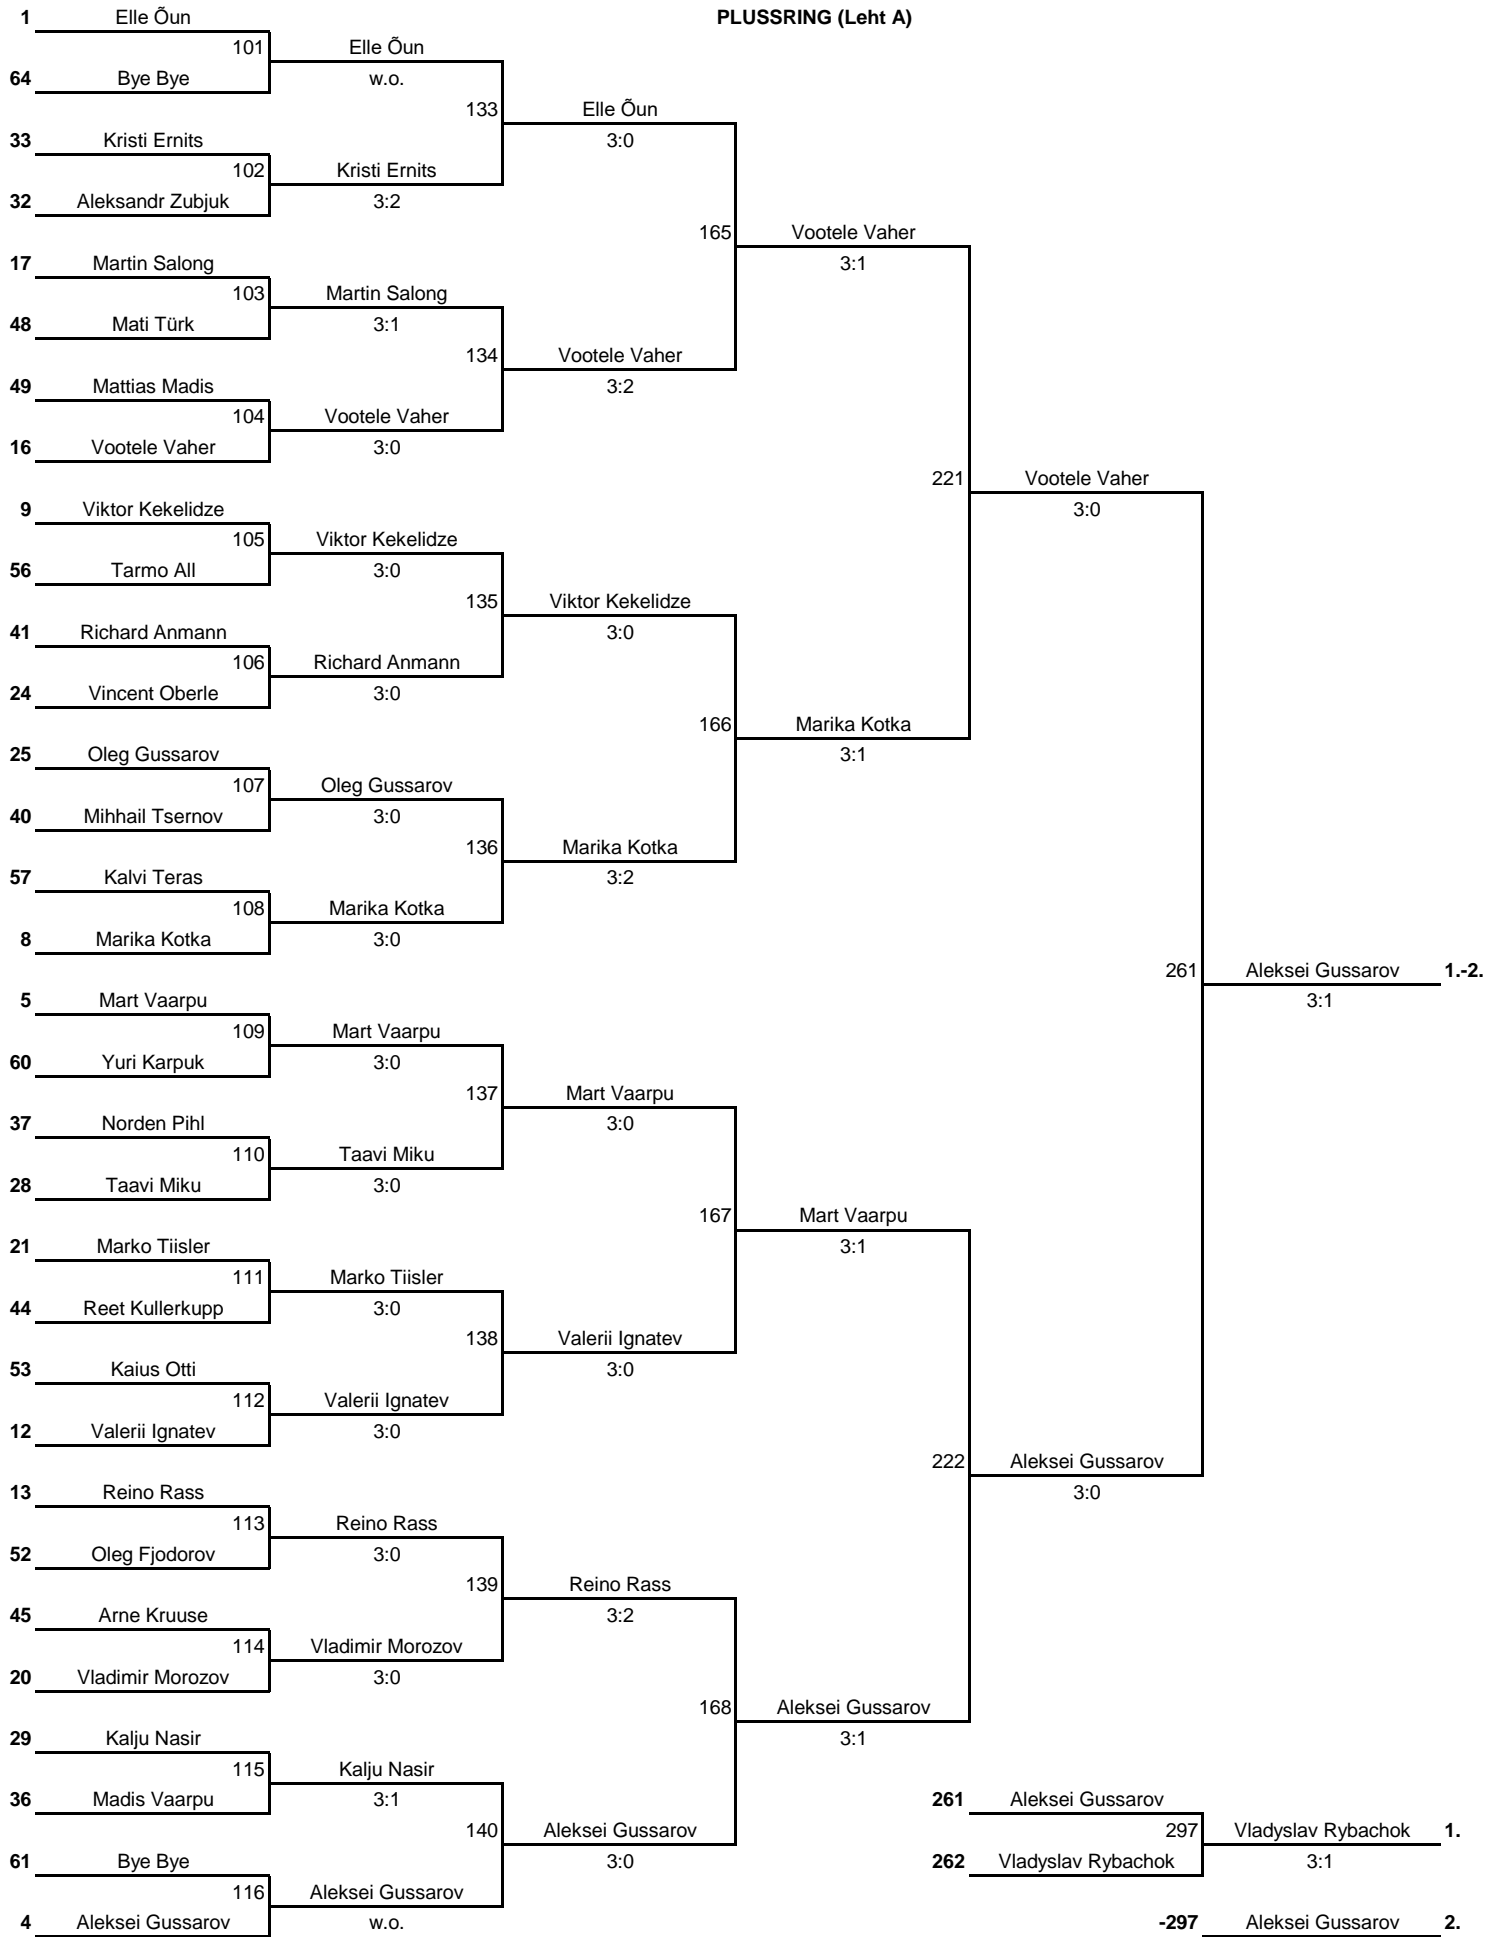 PLUSSRING (Leht A)
1 Elle Õun
101 Elle Õun
64 Bye Bye w.o.
133 Elle Õun
33 Kristi Ernits 3:0
102 Kristi Ernits
32 Aleksandr Zubjuk 3:2
165 Vootele Vaher
17 Martin Salong 3:1
103 Martin Salong
48 Mati Türk 3:1
134 Vootele Vaher
49 Mattias Madis 3:2
104 Vootele Vaher
16 Vootele Vaher 3:0
221 Vootele Vaher
9 Viktor Kekelidze 3:0
105 Viktor Kekelidze
56 Tarmo All 3:0
135 Viktor Kekelidze
41 Richard Anmann 3:0
106 Richard Anmann
24 Vincent Oberle 3:0
166 Marika Kotka
25 Oleg Gussarov 3:1
107 Oleg Gussarov
40 Mihhail Tsernov 3:0
136 Marika Kotka
57 Kalvi Teras 3:2
108 Marika Kotka
8 Marika Kotka 3:0
261 Aleksei Gussarov 1.-2.
5 Mart Vaarpu 3:1
109 Mart Vaarpu
60 Yuri Karpuk 3:0
137 Mart Vaarpu
37 Norden Pihl 3:0
110 Taavi Miku
28 Taavi Miku 3:0
167 Mart Vaarpu
21 Marko Tiisler 3:1
111 Marko Tiisler
44 Reet Kullerkupp 3:0
138 Valerii Ignatev
53 Kaius Otti 3:0
112 Valerii Ignatev
12 Valerii Ignatev 3:0
222 Aleksei Gussarov
13 Reino Rass 3:0
113 Reino Rass
52 Oleg Fjodorov 3:0
139 Reino Rass
45 Arne Kruuse 3:2
114 Vladimir Morozov
20 Vladimir Morozov 3:0
168 Aleksei Gussarov
29 Kalju Nasir 3:1
115 Kalju Nasir
36 Madis Vaarpu 3:1 261 Aleksei Gussarov
140 Aleksei Gussarov 297 Vladyslav Rybachok 1.
61 Bye Bye 3:0 262 Vladyslav Rybachok 3:1
116 Aleksei Gussarov
4 Aleksei Gussarov w.o. -297 Aleksei Gussarov 2.